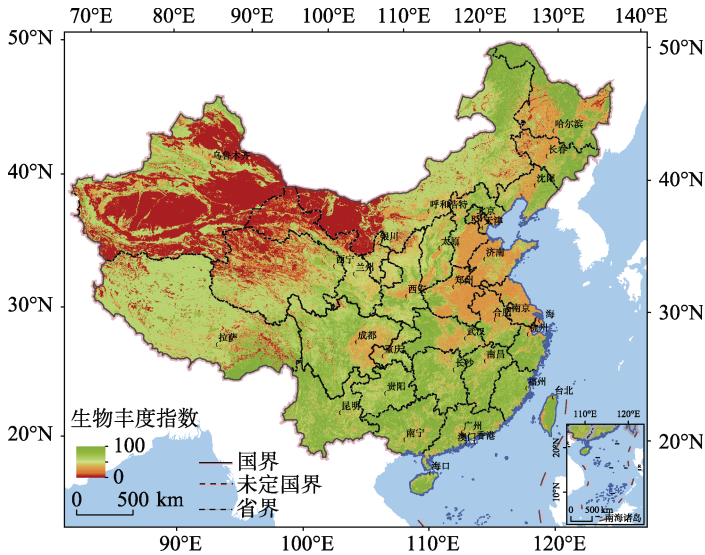 70°E 80°E 90°E 100°E 110°E 120°E 130°E 140°E
50°N
50°N
哈尔滨
长春
乌鲁木齐
40°N
40°N
沈阳
呼和浩特
北京
天津
银川
太原
济南
西宁
兰州
郑州
西安
30°N
30°N
南京
合肥
海
杭州
成都
武汉
拉萨
重庆
南昌
长沙
贵阳
福州
台北
昆明
生物丰度指数
100
0
广州
南宁
澳门
香港
20°N
20°N
海口
国界
未定国界
省界
0 500 km
110°E 120°E
20°N
10°N
0 500 km
南海诸岛
90°E 100°E 110°E 120°E 130°E